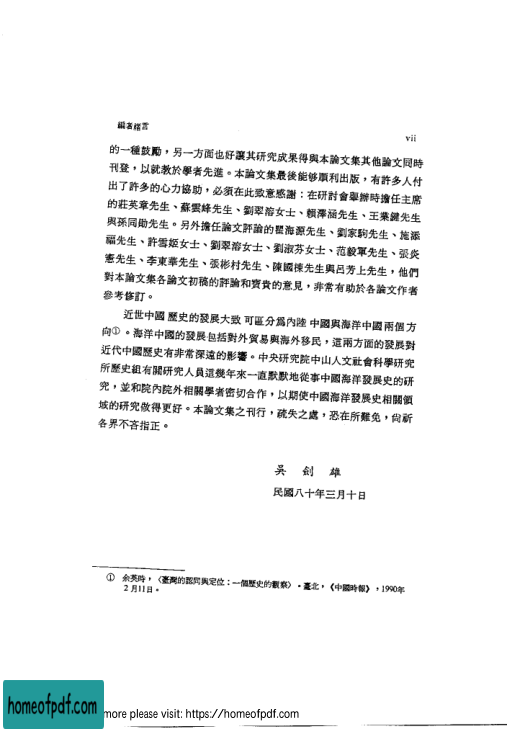 編者緒言
vii
的一種鼓勵，另一方面也好讓其研究成果得與本論文集其他論文同時
刊登，以就教於學者先進。本論文集最後能够順利出版，有許多人付
出了許多的心力協助，必須在此致意感謝：在研討會舉辦時擔任主席
的莊英章先生、蘇雲峰先生、劉翠溶女士、賴澤涵先生、王業鍵先生
與孫同勛先生。另外擔任論文評論的瞿海源先生、劉家駒先生、施添
福先生、許雪姬女士、劉翠溶女士、劉淑芬女士、范毅軍先生、張炎
憲先生、李東華先生、張彬村先生、陳國棟先生與呂芳上先生，他們
對本論文集各論文初稿的評論和寶貴的意見，非常有助於各論文作者
參考修訂。
近世中國歷史的發展大致可區分為內陸中國與海洋中國兩個方
向①。海洋中國的發展包括對外貿易與海外移民，這兩方面的發展對
近代中國歷史有非常深遠的影響。中央研究院中山人文社會科學研究
所歷史組有關研究人員這幾年來一直默默地從事中國海洋發展史的研
究，並和院內院外相關學者密切合作，以期使中國海洋發展史相關領
域的研究做得更好。本論文集之刊行，疏失之處，恐在所難免，尙祈
各界不吝指正。
吳劍雄
民國八十年三月十日
① 余英時，〈臺灣的認同與定位：一個歷史的觀察〉。臺北，《中國時報》，1990年
2月11日。
homeofpdf.com
more please visit: https://homeofpdf.com